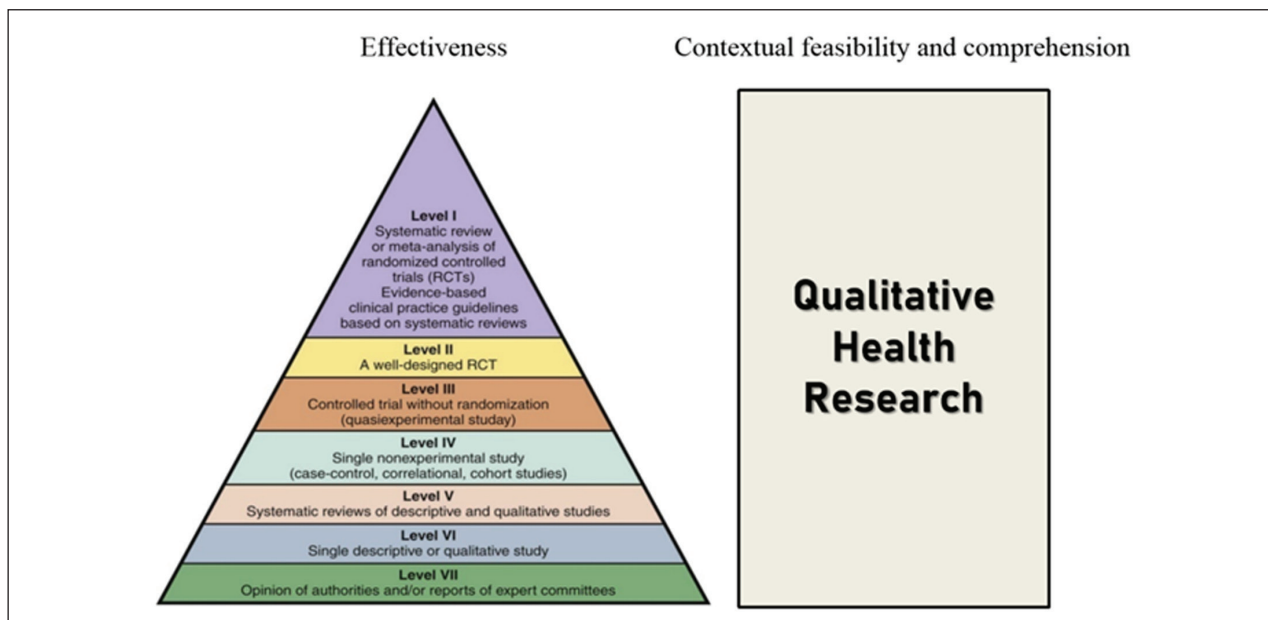 Effectiveness
Contextual feasibility and comprehension
Level I
Systematic review
or meta-analysis of
randomized controlled
trials (RCTs)
Evidence-based
clinical practice guidelines
based on systematic reviews
Level II
A well-designed RCT
Level III
Controlled trial without randomization
(quasiexperimental studay)
Level IV
Single nonexperimental study
(case-control, correlational, cohort studies)
Level V
Systematic reviews of descriptive and qualitative studies
Level VI
Single descriptive or qualitative study
Level VII
Opinion of authorities and/or reports of expert committees
Qualitative
Health
Research